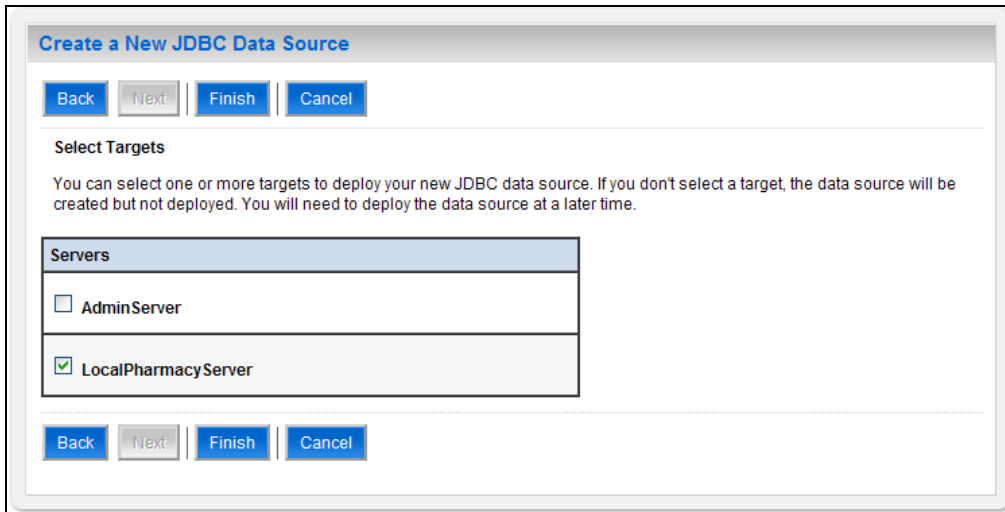 Create a New JDBC Data Source
Back Next Finish Cancel
Select Targets
You can select one or more targets to deploy your new JDBC data source. If you don't select a target, the data source will be
created but not deployed. You will need to deploy the data source at a later time.
Servers
AdminServer
LocalPharmacyServer
Back Next Finish Cancel